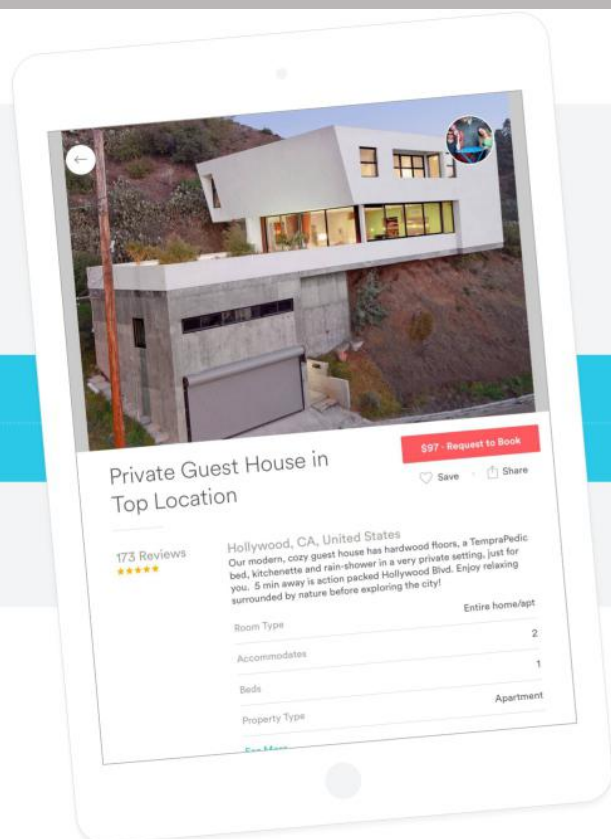 Private Guest House in
Top Location
$97 · Request to Book
Save
Share
173 Reviews
Hollywood, CA, United States
Our modern, cozy guest house has hardwood floors, a TempraPedic
bed, kitchenette and rain-shower in a very private setting, just for
you. 5 min away is action packed Hollywood Blvd. Enjoy relaxing
surrounded by nature before exploring the city!
Room Type Entire home/apt
Accommodates 2
Beds 1
Property Type Apartment
See More